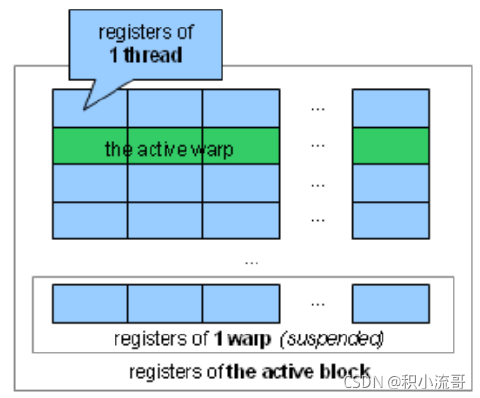 registers of
1 thread
...
the active warp ...
...
...
...
...
registers of 1 warp (suspended)
registers of the active block
CSDN @积小流哥